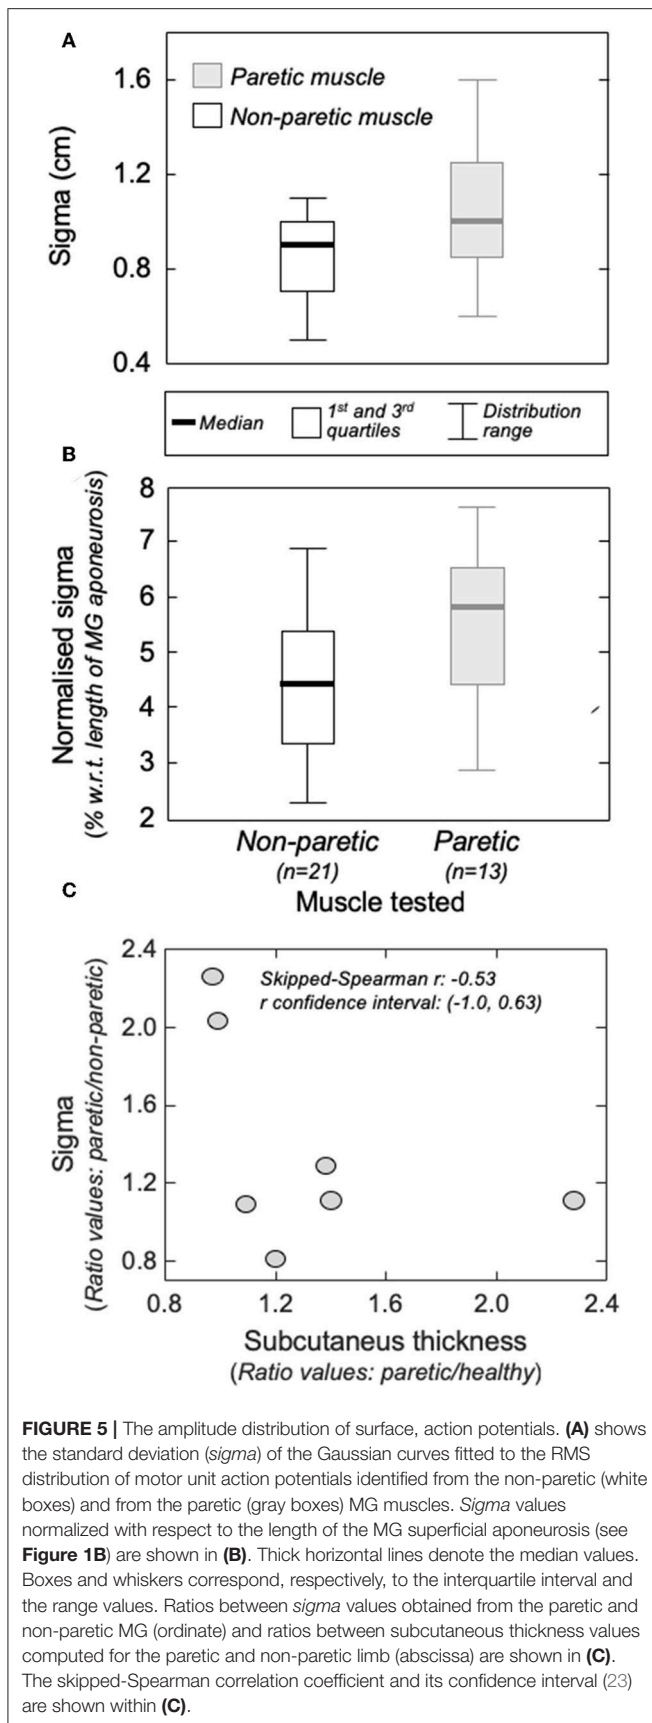 A
1.6
1.2
0.8
0.4
Sigma (cm)
Paretic muscle
Non-paretic muscle
Median
1st and 3rd
quartiles
Distribution
range
B
8
7
6
5
4
3
2
Normalised sigma
(% w.r.t. length of MG aponeurosis)
Non-paretic
(n=21)
Paretic
(n=13)
Muscle tested
C
2.4
2.0
1.6
1.2
0.8
Sigma
(Ratio values: paretic/non-paretic)
Skipped-Spearman r: -0.53
r confidence interval: (-1.0, 0.63)
0.8 1.2 1.6 2.0 2.4
Subcutaneus thickness
(Ratio values: paretic/healthy)
FIGURE 5 | The amplitude distribution of surface, action potentials. (A) shows
the standard deviation (sigma) of the Gaussian curves fitted to the RMS
distribution of motor unit action potentials identified from the non-paretic (white
boxes) and from the paretic (gray boxes) MG muscles. Sigma values
normalized with respect to the length of the MG superficial aponeurosis (see
Figure 1B) are shown in (B). Thick horizontal lines denote the median values.
Boxes and whiskers correspond, respectively, to the interquartile interval and
the range values. Ratios between sigma values obtained from the paretic and
non-paretic MG (ordinate) and ratios between subcutaneous thickness values
computed for the paretic and non-paretic limb (abscissa) are shown in (C).
The skipped-Spearman correlation coefficient and its confidence interval (23)
are shown within (C).